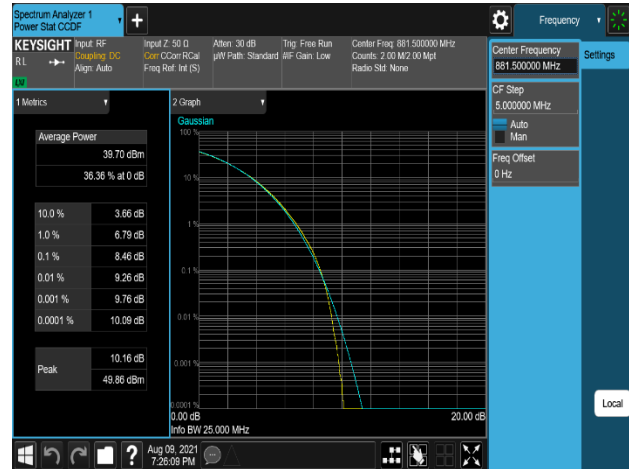 Spectrum Analyzer 1
Power Stat CCDF
Frequency
KEYSIGHT
RL
LW
Input: RF
Coupling: DC
Align: Auto
Input Z: 50 Ω
Corr CCorr RCal
Freq Ref: Int (S)
Atten: 30 dB
µW Path: Standard
Trig: Free Run
#IF Gain: Low
Center Freq: 881.500000 MHz
Counts: 2.00 M/2.00 Mpt
Radio Std: None
Center Frequency
881.500000 MHz
Settings
CF Step
5.000000 MHz
Auto
Man
Freq Offset
0 Hz
Local
1 Metrics
Average Power
39.70 dBm
36.36 % at 0 dB
10.0 % 3.66 dB
1.0 % 6.79 dB
0.1 % 8.46 dB
0.01 % 9.26 dB
0.001 % 9.76 dB
0.0001 % 10.09 dB
Peak
10.16 dB
49.86 dBm
2 Graph
Gaussian
100 %
10 %
1 %
0.1 %
0.01 %
0.001 %
0.0001 %
0.00 dB
20.00 dB
Info BW 25.000 MHz
?
Aug 09, 2021
7:26:09 PM